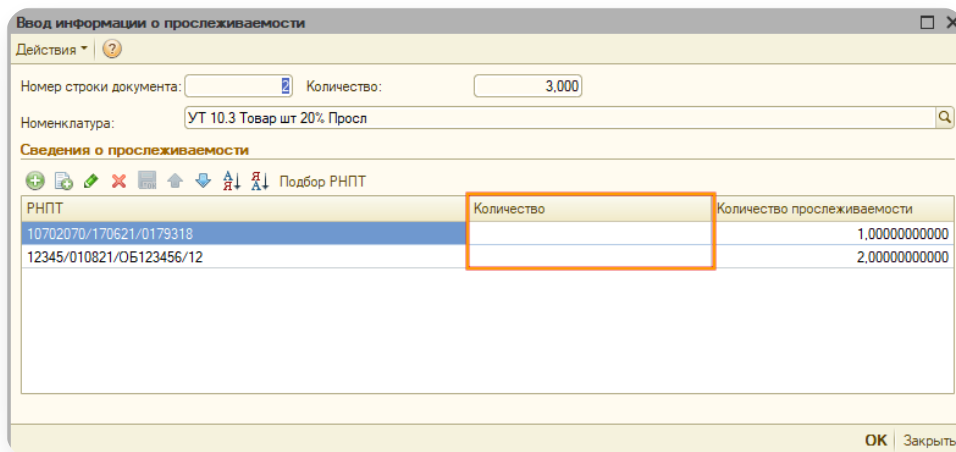 Ввод информации о прослеживаемости
Действия
Номер строки документа: 2 Количество: 3,000
Номенклатура: УТ 10.3 Товар шт 20% Просл
Сведения о прослеживаемости
Подбор РНПТ
РНПТ Количество Количество прослеживаемости
10702070/170621/0179318 1,00000000000
12345/010821/ОБ123456/12 2,00000000000
OK Закрыть